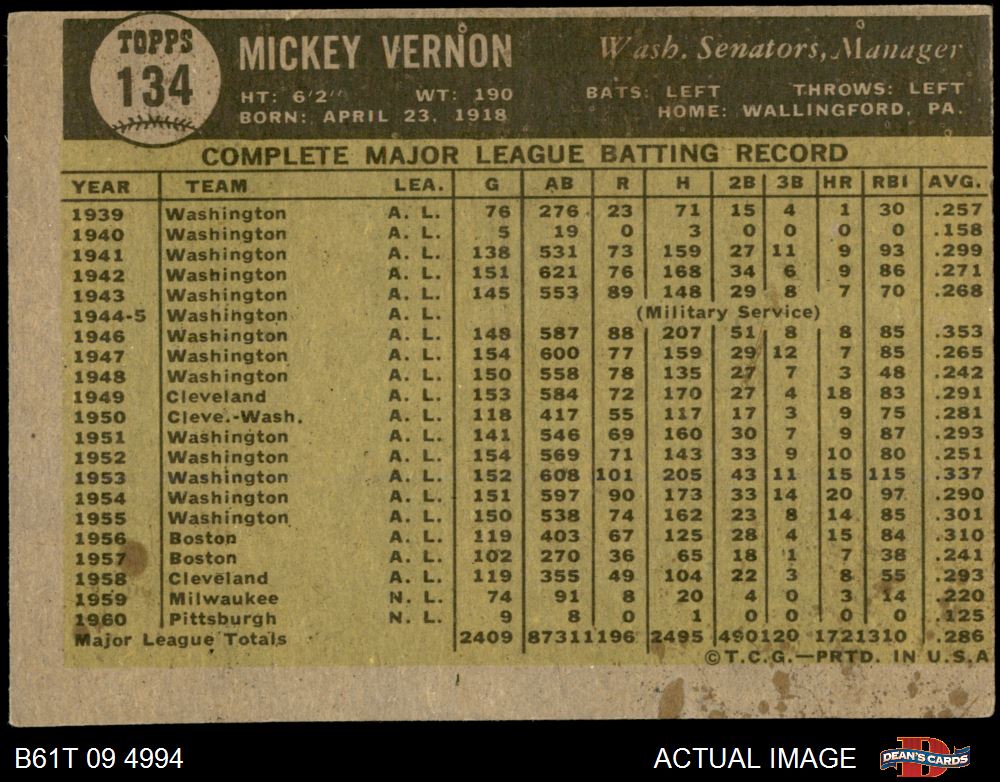 TOPPS
134
MICKEY VERNON
Wash. Senators, Manager
HT: 6'2" WT: 190
BATS: LEFT THROWS: LEFT
BORN: APRIL 23, 1918
HOME: WALLINGFORD, PA.
COMPLETE MAJOR LEAGUE BATTING RECORD
YEAR TEAM LEA. G AB R H 2B 3B HR RBI AVG.
1939 Washington A. L. 76 276 23 71 15 4 1 30 .257
1940 Washington A. L. 5 19 0 3 0 0 0 0 .158
1941 Washington A. L. 138 531 73 159 27 11 9 93 .299
1942 Washington A. L. 151 621 76 168 34 6 9 86 .271
1943 Washington A. L. 145 553 89 148 29 8 7 70 .268
1944-5 Washington A. L. (Military Service)
1946 Washington A. L. 148 587 88 207 51 8 8 85 .353
1947 Washington A. L. 154 600 77 159 29 12 7 85 .265
1948 Washington A. L. 150 558 78 135 27 7 3 48 .242
1949 Cleveland A. L. 153 584 72 170 27 4 18 83 .291
1950 Cleve.-Wash. A. L. 118 417 55 117 17 3 9 75 .281
1951 Washington A. L. 141 546 69 160 30 7 9 87 .293
1952 Washington A. L. 154 569 71 143 33 9 10 80 .251
1953 Washington A. L. 152 608 101 205 43 11 15 115 .337
1954 Washington A. L. 151 597 90 173 33 14 20 97 .290
1955 Washington A. L. 150 538 74 162 23 8 14 85 .301
1956 Boston A. L. 119 403 67 125 28 4 15 84 .310
1957 Boston A. L. 102 270 36 65 18 1 7 38 .241
1958 Cleveland A. L. 119 355 49 104 22 3 8 55 .293
1959 Milwaukee N. L. 74 91 8 20 4 0 3 14 .220
1960 Pittsburgh N. L. 9 8 0 1 0 0 0 0 .125
Major League Totals 2409 8731 1196 2495 490 120 172 1310 .286
©T.C.G.—PRTD. IN U.S.A
B61T 09 4994
ACTUAL IMAGE
DEAN'S CARDS